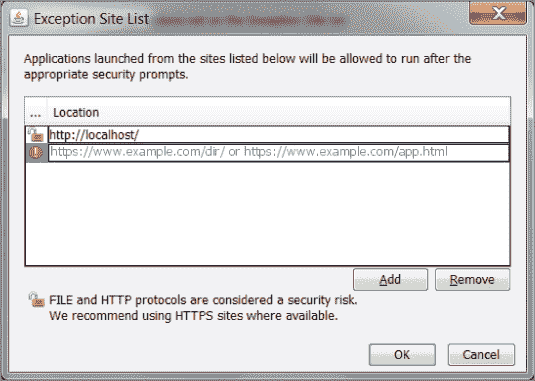 Exception Site List
Applications launched from the sites listed below will be allowed to run after the
appropriate security prompts.
... Location
http://localhost/
https://www.example.com/dir/ or https://www.example.com/app.html
Add Remove
FILE and HTTP protocols are considered a security risk.
We recommend using HTTPS sites where available.
OK Cancel